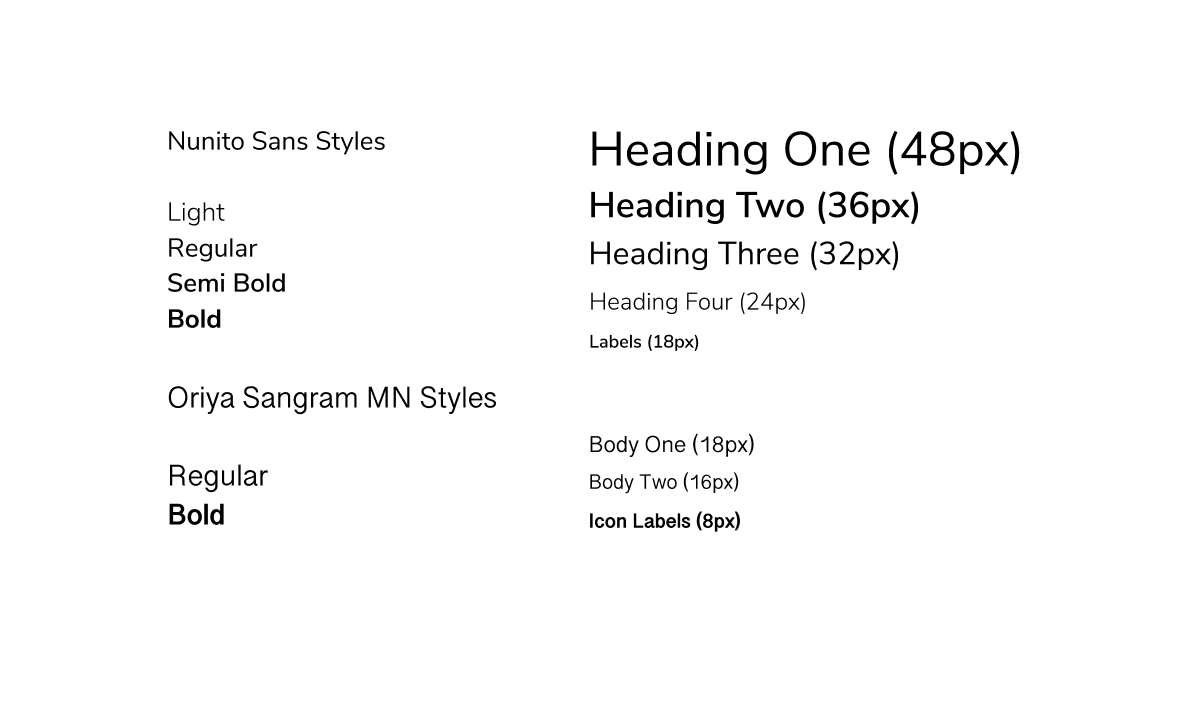 Nunito Sans Styles
Light
Regular
Semi Bold
Bold
Oriya Sangram MN Styles
Regular
Bold
Heading One (48px)
Heading Two (36px)
Heading Three (32px)
Heading Four (24px)
Labels (18px)
Body One (18px)
Body Two (16px)
Icon Labels (8px)